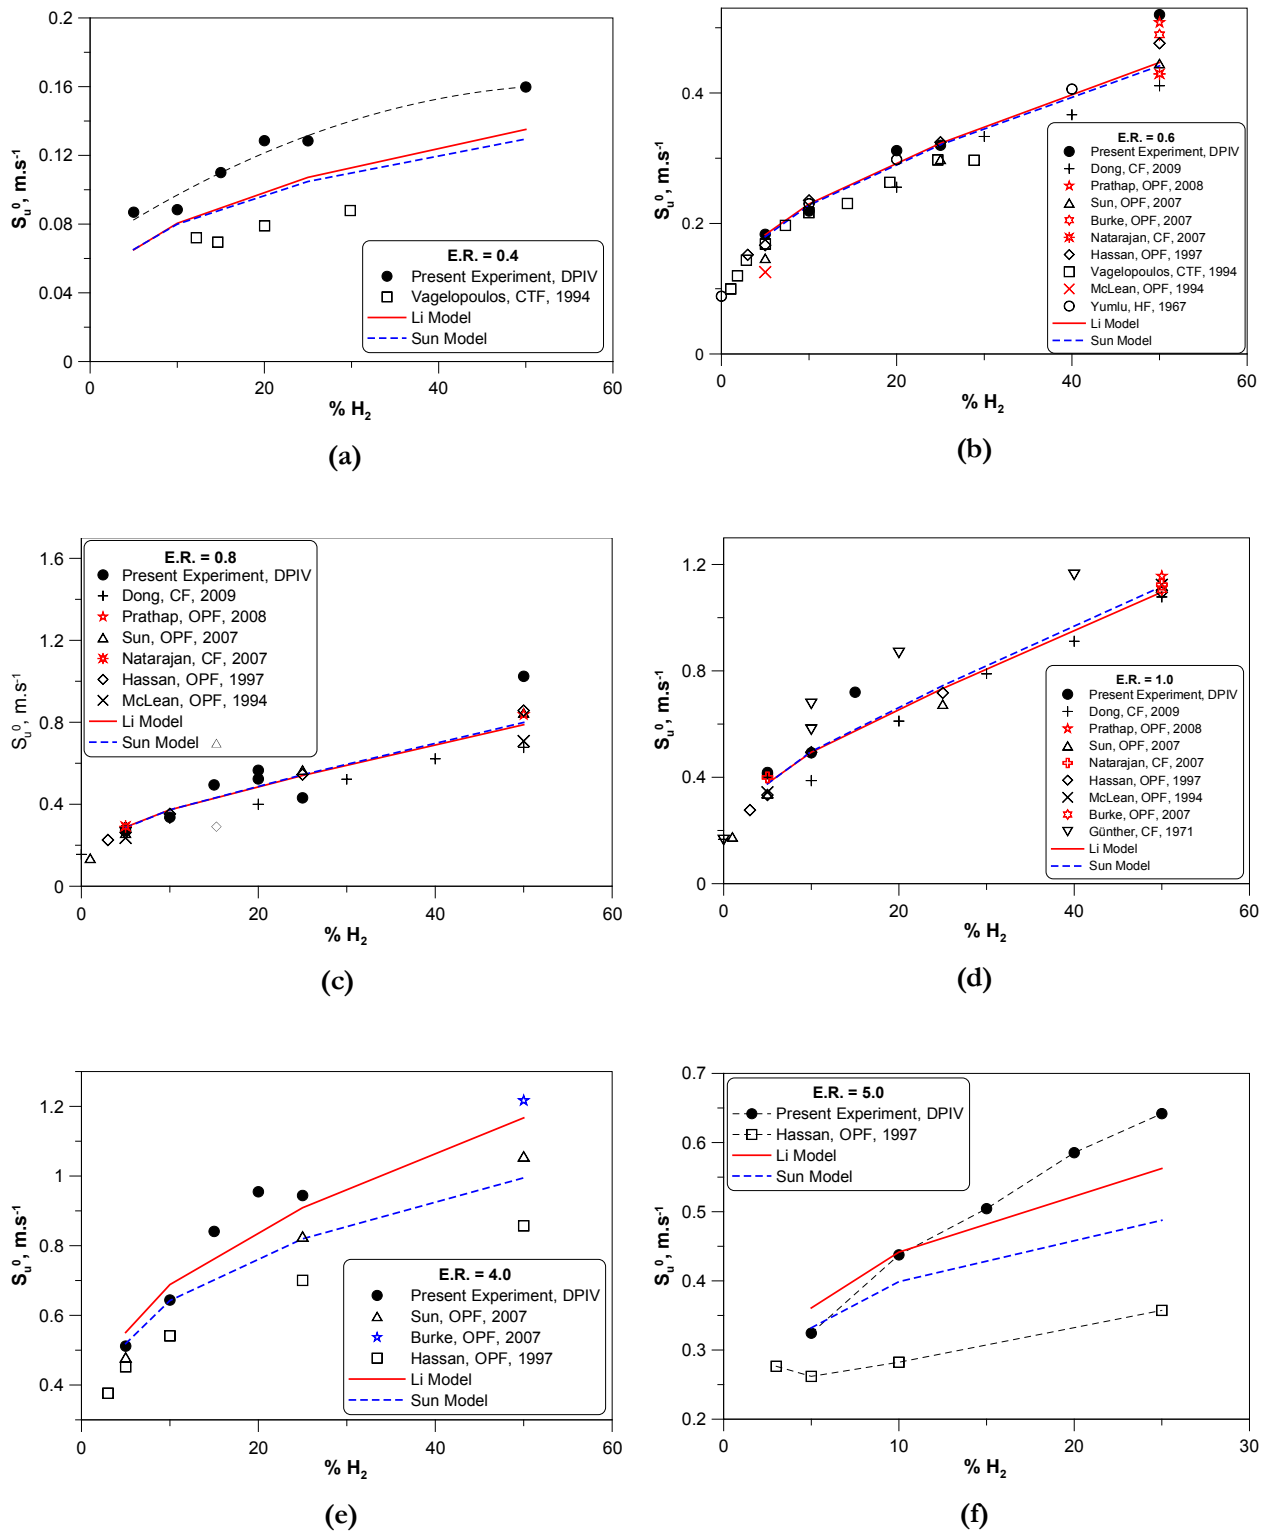 0.2
0.16
0.12
0.08
0.04
0
S_u^0, m.s^-1
0 20 40 60
% H2
E.R. = 0.4
Present Experiment, DPIV
Vagelopoulos, CTF, 1994
Li Model
Sun Model
(a)
0.4
0.2
0
S_u^0, m.s^-1
0 20 40 60
% H2
E.R. = 0.6
Present Experiment, DPIV
Dong, CF, 2009
Prathap, OPF, 2008
Sun, OPF, 2007
Burke, OPF, 2007
Natarajan, CF, 2007
Hassan, OPF, 1997
Vagelopoulos, CTF, 1994
McLean, OPF, 1994
Yumlu, HF, 1967
Li Model
Sun Model
(b)
1.6
1.2
0.8
0.4
0
S_u^0, m.s^-1
0 20 40 60
% H2
E.R. = 0.8
Present Experiment, DPIV
Dong, CF, 2009
Prathap, OPF, 2008
Sun, OPF, 2007
Natarajan, CF, 2007
Hassan, OPF, 1997
McLean, OPF, 1994
Li Model
Sun Model
(c)
1.2
0.8
0.4
0
S_u^0, m.s^-1
0 20 40 60
% H2
E.R. = 1.0
Present Experiment, DPIV
Dong, CF, 2009
Prathap, OPF, 2008
Sun, OPF, 2007
Natarajan, CF, 2007
Hassan, OPF, 1997
McLean, OPF, 1994
Burke, OPF, 2007
Günther, CF, 1971
Li Model
Sun Model
(d)
1.2
1
0.8
0.6
0.4
S_u^0, m.s^-1
0 20 40 60
% H2
E.R. = 4.0
Present Experiment, DPIV
Sun, OPF, 2007
Burke, OPF, 2007
Hassan, OPF, 1997
Li Model
Sun Model
(e)
0.7
0.6
0.5
0.4
0.3
0.2
S_u^0, m.s^-1
0 10 20 30
% H2
E.R. = 5.0
Present Experiment, DPIV
Hassan, OPF, 1997
Li Model
Sun Model
(f)